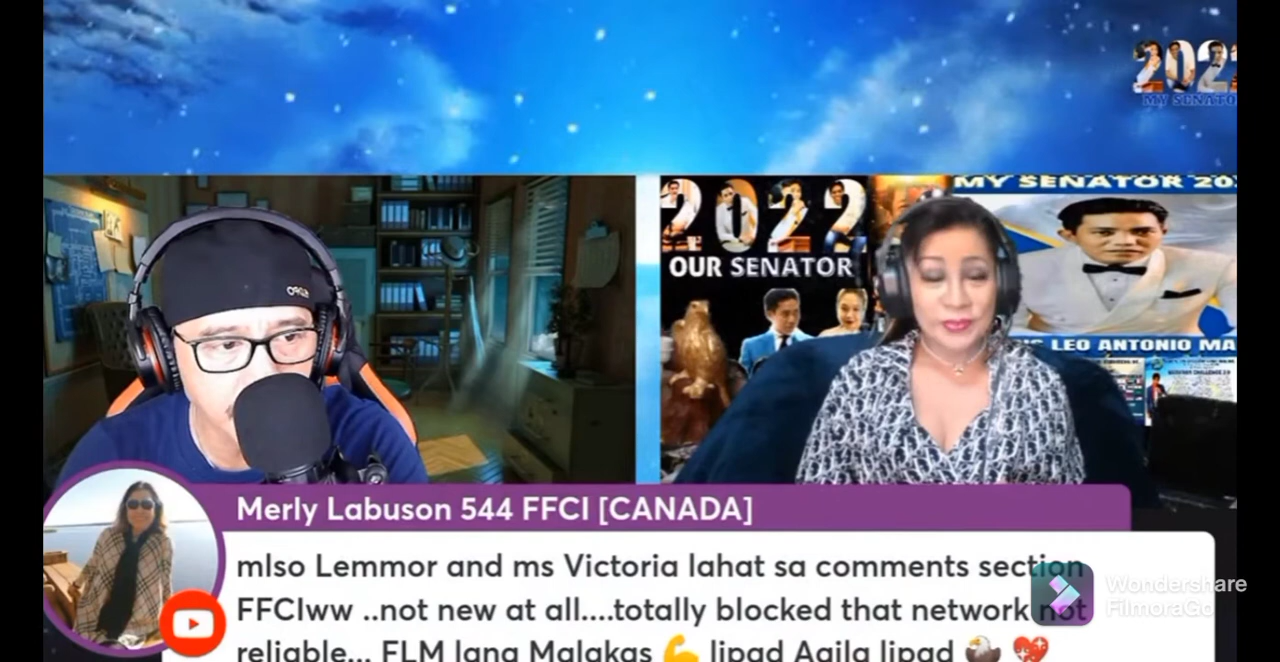 2022
MY SENATO
MY SENATOR 20
2022
OUR SENATOR
LEO ANTONIO MA
Merly Labuson 544 FFCI [CANADA]
mlso Lemmor and ms Victoria lahat sa comments section
FFCIww ..not new at all....totally blocked that network not
reliable... FLM lang Malakas 💪 lipad Agila lipad 🦅 💖
Wondershare
FilmoraGo